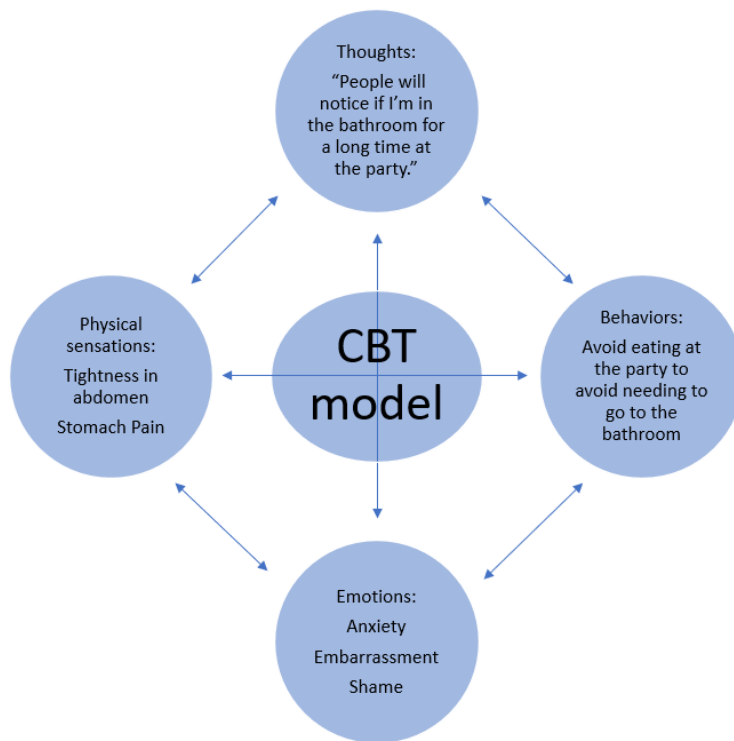 Thoughts:
“People will
notice if I’m in
the bathroom for
a long time at
the party.”
Physical
sensations:
Tightness in
abdomen
Stomach Pain
CBT
model
Behaviors:
Avoid eating at
the party to
avoid needing to
go to the
bathroom
Emotions:
Anxiety
Embarrassment
Shame